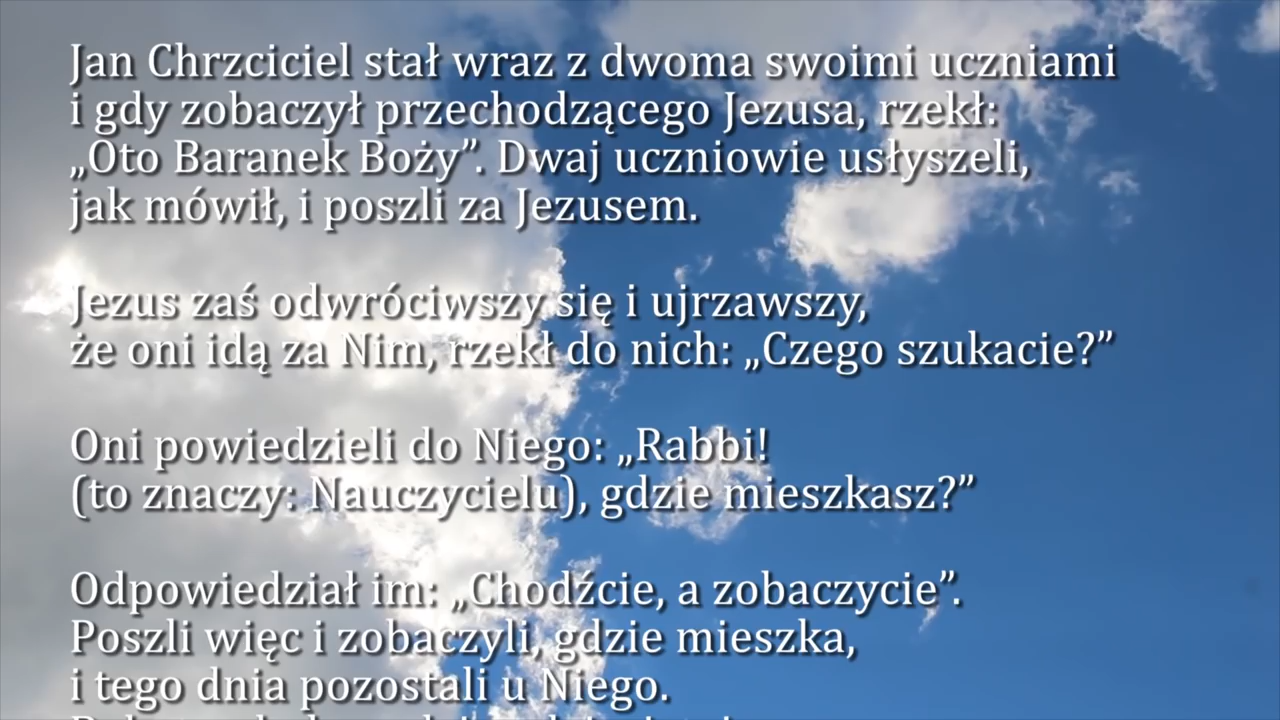 Jan Chrzciciel stał wraz z dwoma swoimi uczniami
i gdy zobaczył przechodzącego Jezusa, rzekł:
„Oto Baranek Boży”. Dwaj uczniowie usłyszeli,
jak mówił, i poszli za Jezusem.
Jezus zaś odwróciwszy się i ujrzawszy,
że oni idą za Nim, rzekł do nich: „Czego szukacie?”
Oni powiedzieli do Niego: „Rabbi!
(to znaczy: Nauczycielu), gdzie mieszkasz?”
Odpowiedział im: „Chodźcie, a zobaczycie”.
Poszli więc i zobaczyli, gdzie mieszka,
i tego dnia pozostali u Niego.